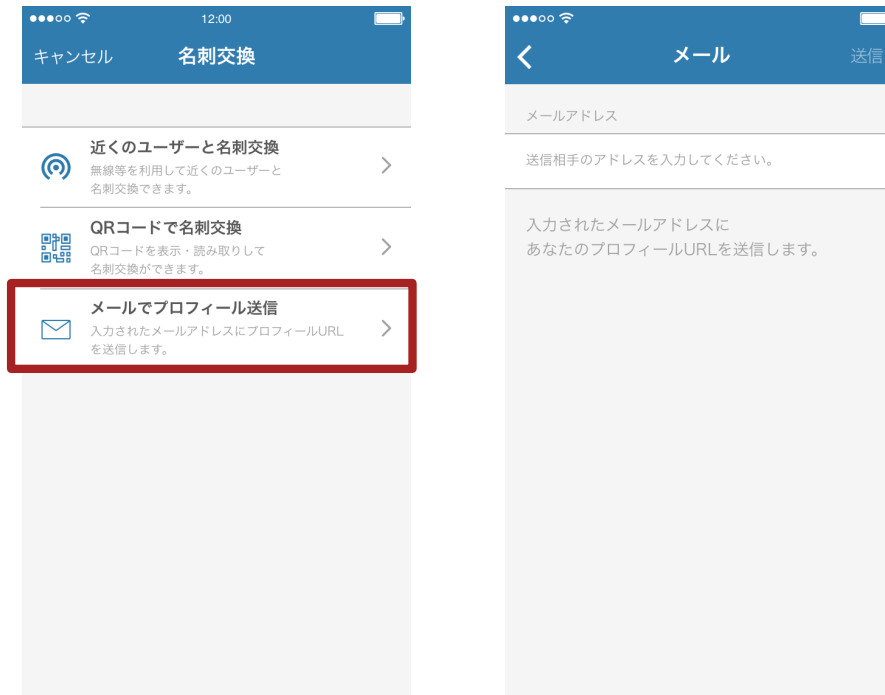 12:00
キャンセル 名刺交換
近くのユーザーと名刺交換
無線等を利用して近くのユーザーと
名刺交換できます。
QRコードで名刺交換
QRコードを表示・読み取りして
名刺交換ができます。
メールでプロフィール送信
入力されたメールアドレスにプロフィールURL
を送信します。
メール 送信
メールアドレス
送信相手のアドレスを入力してください。
入力されたメールアドレスに
あなたのプロフィールURLを送信します。